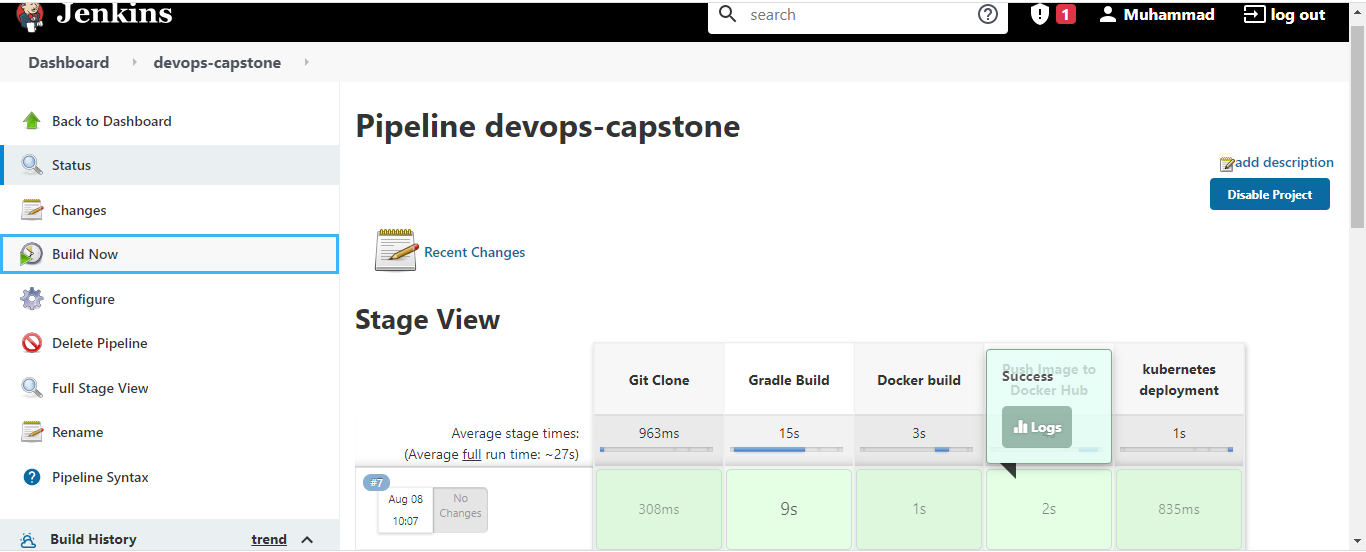 Jenkins
search
1
Muhammad
log out
Dashboard
devops-capstone
Back to Dashboard
Status
Changes
Build Now
Configure
Delete Pipeline
Full Stage View
Rename
Pipeline Syntax
Build History
trend
Pipeline devops-capstone
add description
Disable Project
Recent Changes
Stage View
Git Clone
Gradle Build
Docker build
Push Image to
Docker Hub
Success
Logs
kubernetes
deployment
Average stage times:
(Average full run time: ~27s)
963ms
15s
3s
1s
#7
Aug 08
10:07
No
Changes
308ms
9s
1s
2s
835ms